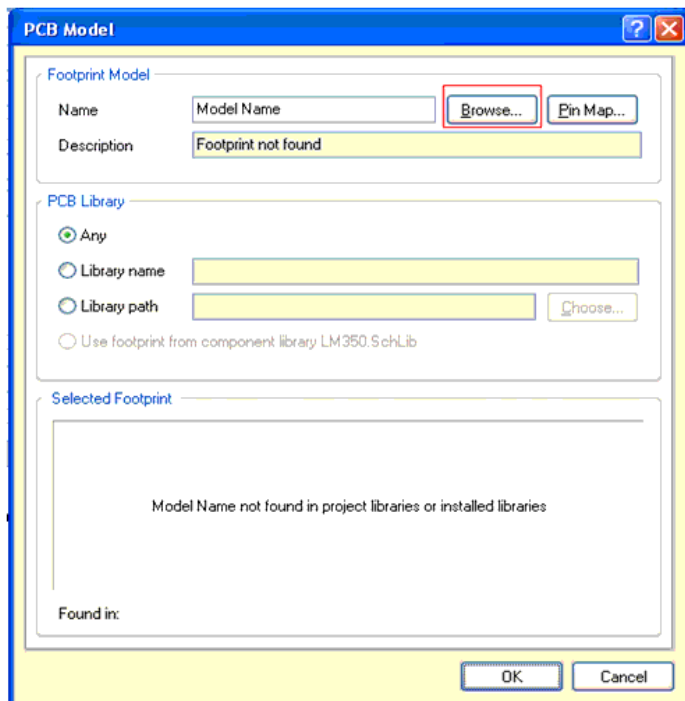 PCB Model
Footprint Model
Name Model Name Browse... Pin Map...
Description Footprint not found
PCB Library
Any
Library name
Library path Choose...
Use footprint from component library LM350.SchLib
Selected Footprint
Model Name not found in project libraries or installed libraries
Found in:
OK Cancel